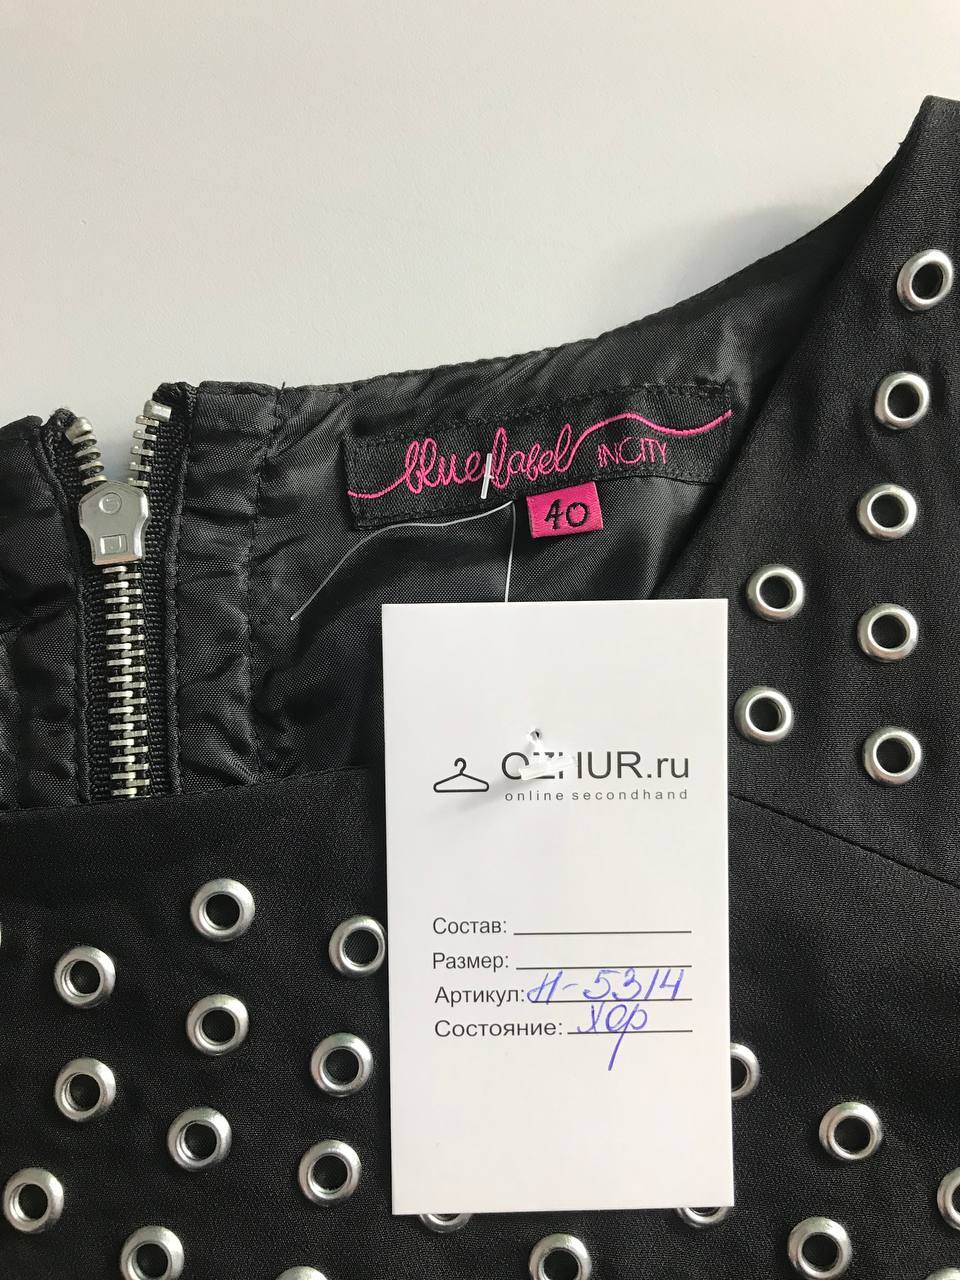 Blue Label INCITY
40
OZHUR.ru
online secondhand
Состав:
Размер:
Артикул: И-5314
Состояние: Хор